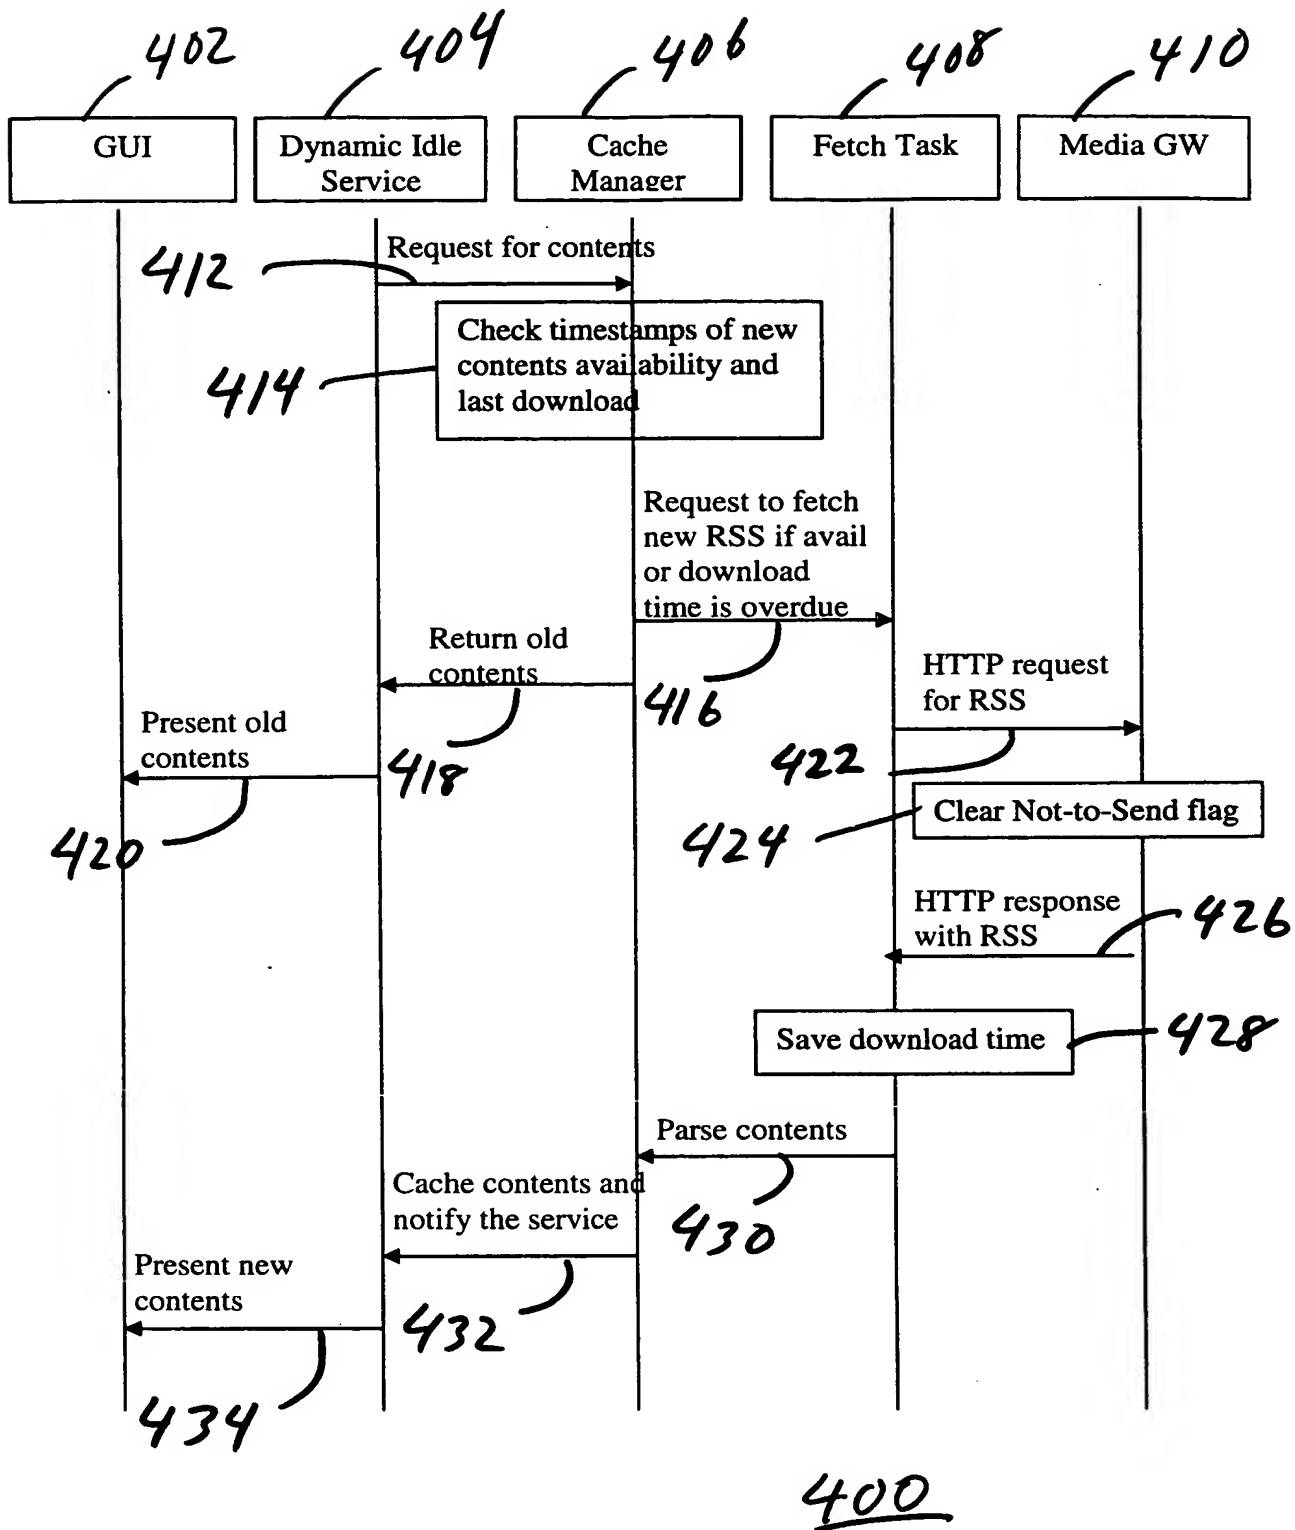 402
404
406
408
410
GUI
Dynamic Idle
Service
Cache
Manager
Fetch Task
Media GW
Request for contents
412
Check timestamps of new
contents availability and
last download
414
Request to fetch
new RSS if avail
or download
time is overdue
Return old
contents
416
HTTP request
for RSS
Present old
contents
418
422
420
Clear Not-to-Send flag
424
HTTP response
with RSS
426
Save download time
428
Parse contents
Cache contents and
notify the service
430
Present new
contents
432
434
400